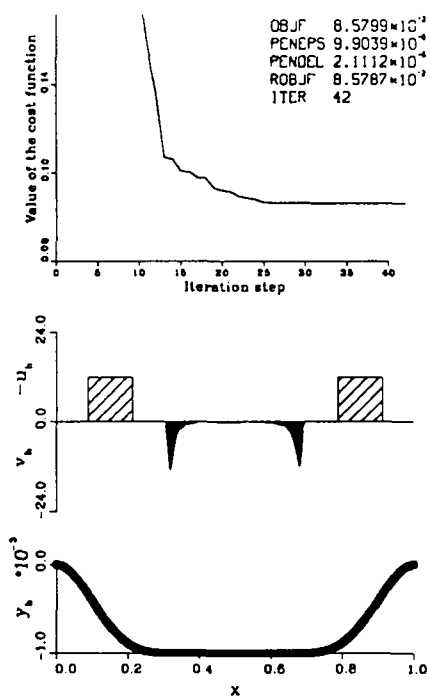 OBJF 8.5799×10⁻²
PENEPS 9.9039×10⁻⁶
PENDEL 2.1112×10⁻⁶
ROBJF 8.5787×10⁻²
ITER 42
Value of the cost function
0.14
0.10
0.06
0 5 10 15 20 25 30 35 40
Iteration step
v_h -u_h
24.0
0.0
-24.0
y_h *10⁻³
0.0
-1.0
0.0 0.2 0.4 0.6 0.8 1.0
x